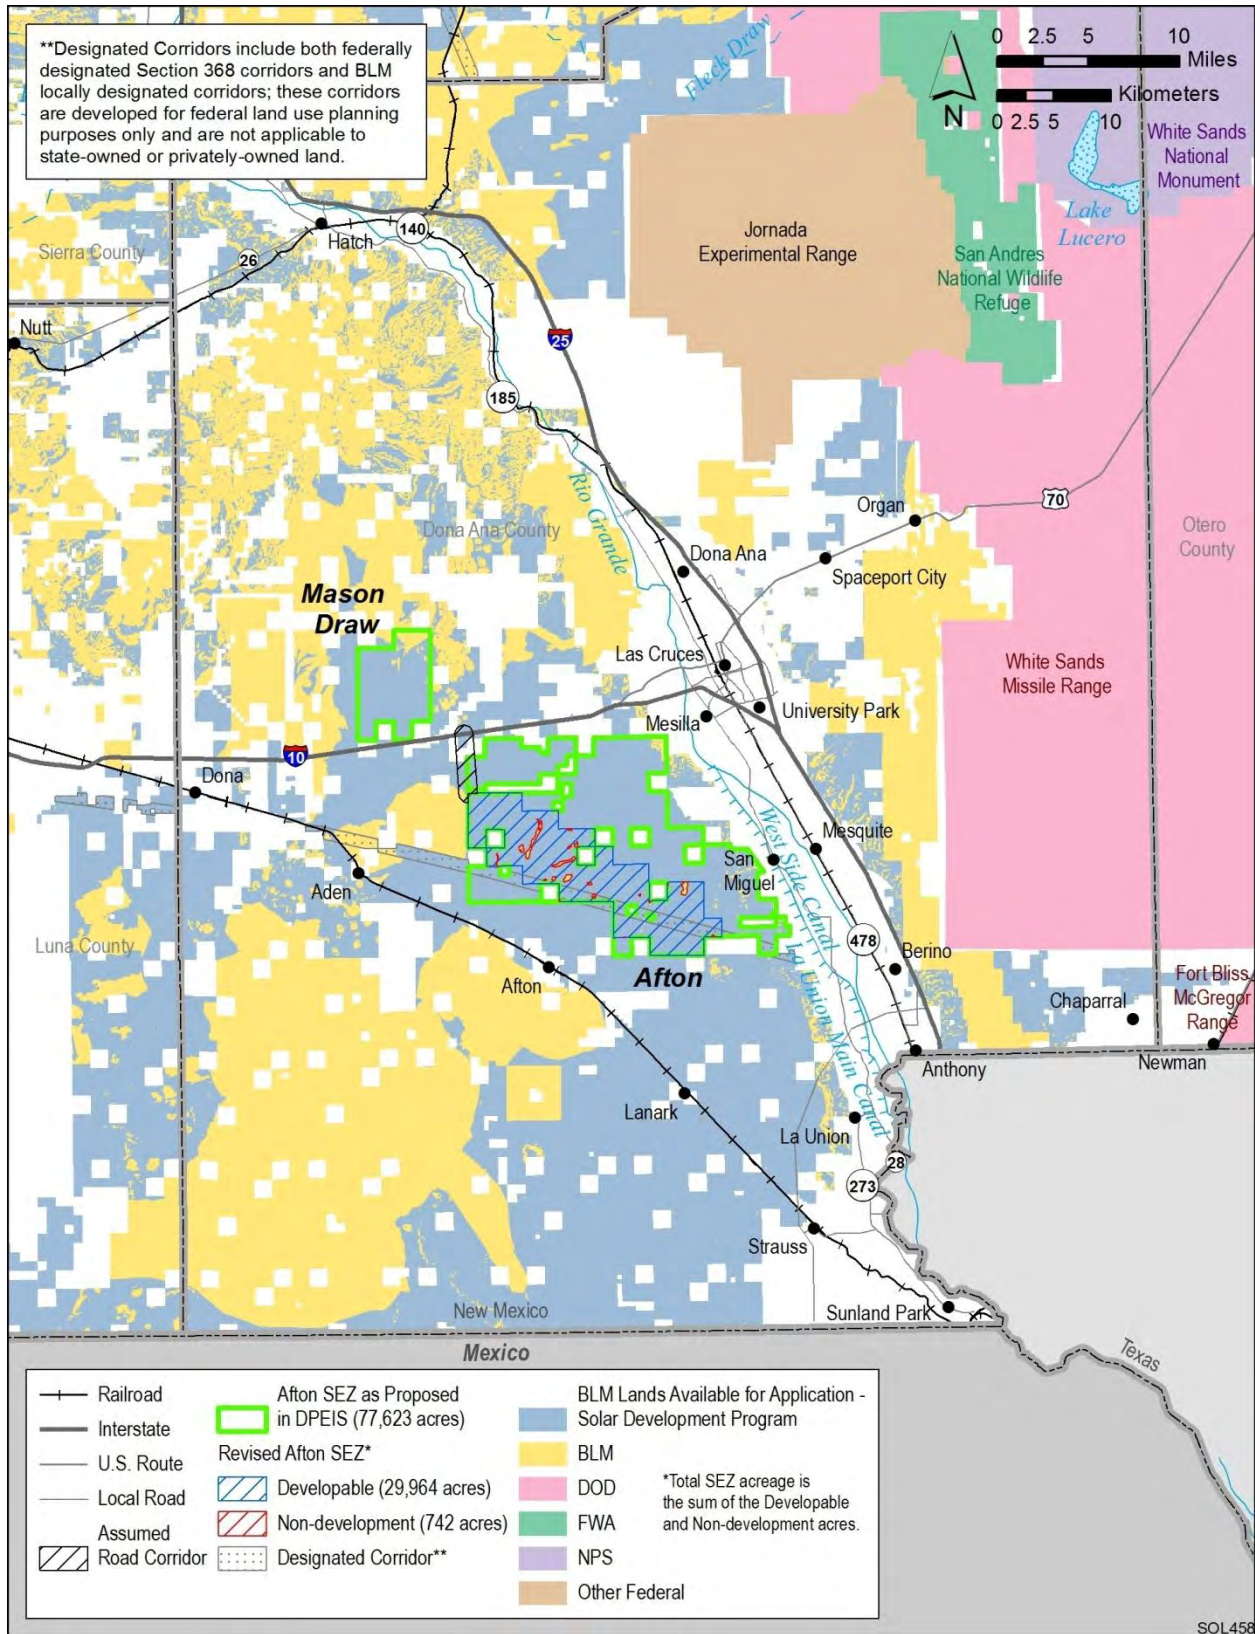 **Designated Corridors include both federally
designated Section 368 corridors and BLM
locally designated corridors; these corridors
are developed for federal land use planning
purposes only and are not applicable to
state-owned or privately-owned land.
Fleck Draw
0 2.5 5 10
Miles
Kilometers
0 2.5 5 10
N
White Sands
National
Monument
Lake
Lucero
Jornada
Experimental Range
San Andres
National Wildlife
Refuge
Sierra County
Hatch
140
26
Nutt
25
185
Rio Grande
Dona Ana County
Organ
70
Otero
County
Dona Ana
Spaceport City
Mason
Draw
Las Cruces
White Sands
Missile Range
Mesilla
University Park
10
Dona
West Side Canal
Mesquite
San
Miguel
Aden
Luna County
478
Berino
Afton
Afton
La Union Main Canal
Chaparral
Fort Bliss
McGregor
Range
Anthony
Newman
Lanark
La Union
28
273
Strauss
Sunland Park
New Mexico
Mexico
Texas
Railroad
Interstate
U.S. Route
Local Road
Assumed
Road Corridor
Afton SEZ as Proposed
in DPEIS (77,623 acres)
Revised Afton SEZ*
Developable (29,964 acres)
Non-development (742 acres)
Designated Corridor**
BLM Lands Available for Application -
Solar Development Program
BLM
DOD
FWA
NPS
Other Federal
*Total SEZ acreage is
the sum of the Developable
and Non-development acres.
SOL458